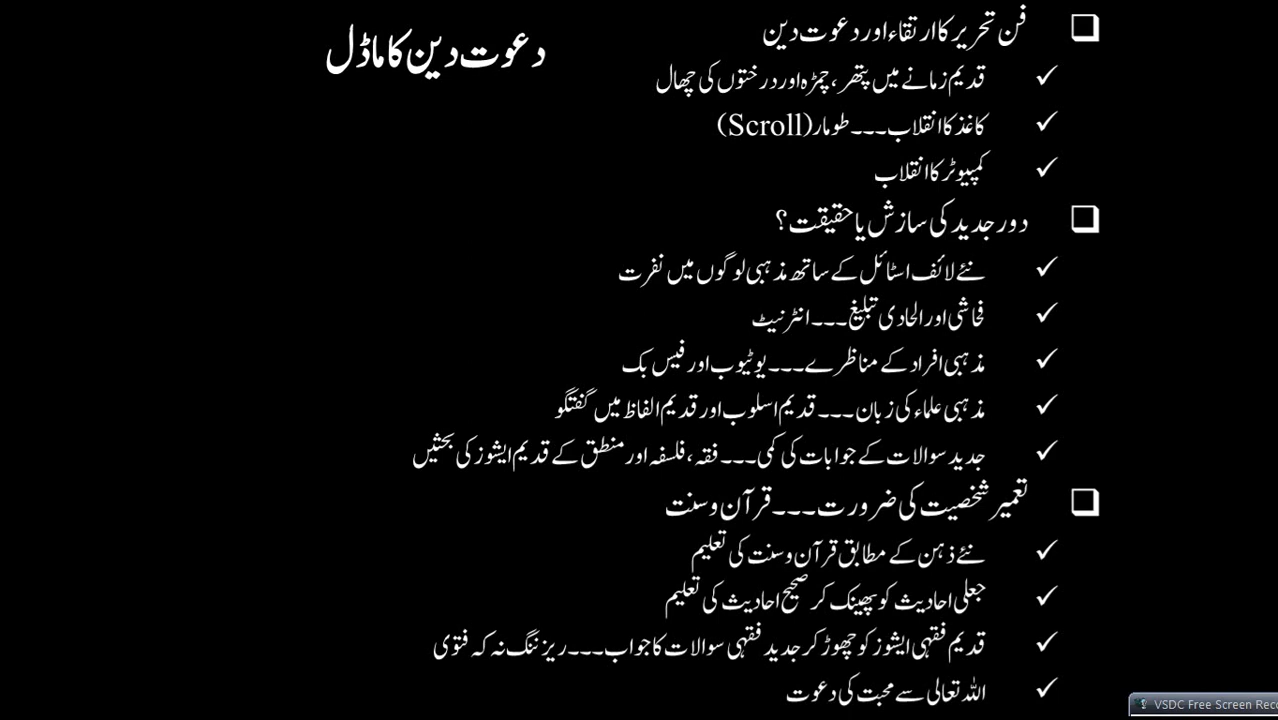 دعوت دین کا ماڈل
فن تحریر کا ارتقاء اور دعوت دین
قدیم زمانے میں پتھر، چمڑہ اور درختوں کی چھال
کاغذ کا انقلاب۔۔۔ طومار (Scroll)
کمپیوٹر کا انقلاب
دور جدید کی سازش یا حقیقت؟
نئے لائف اسٹائل کے ساتھ مذہبی لوگوں میں نفرت
فحاشی اور الحادی تبلیغ۔۔۔ انٹرنیٹ
مذہبی افراد کے مناظرے۔۔۔ یوٹیوب اور فیس بک
مذہبی علماء کی زبان۔۔۔ قدیم اسلوب اور قدیم الفاظ میں گفتگو
جدید سوالات کے جوابات کی کمی۔۔۔ فقہ، فلسفہ اور منطق کے قدیم ایشوز کی بحثیں
تعمیر شخصیت کی ضرورت۔۔۔ قرآن و سنت
نئے ذہن کے مطابق قرآن و سنت کی تعلیم
جعلی احادیث کو پھینک کر صحیح احادیث کی تعلیم
قدیم فقہی ایشوز کو چھوڑ کر جدید فقہی سوالات کا جواب۔۔۔ ریزننگ نہ کہ فتوی
اللہ تعالی سے محبت کی دعوت
VSDC Free Screen Rec